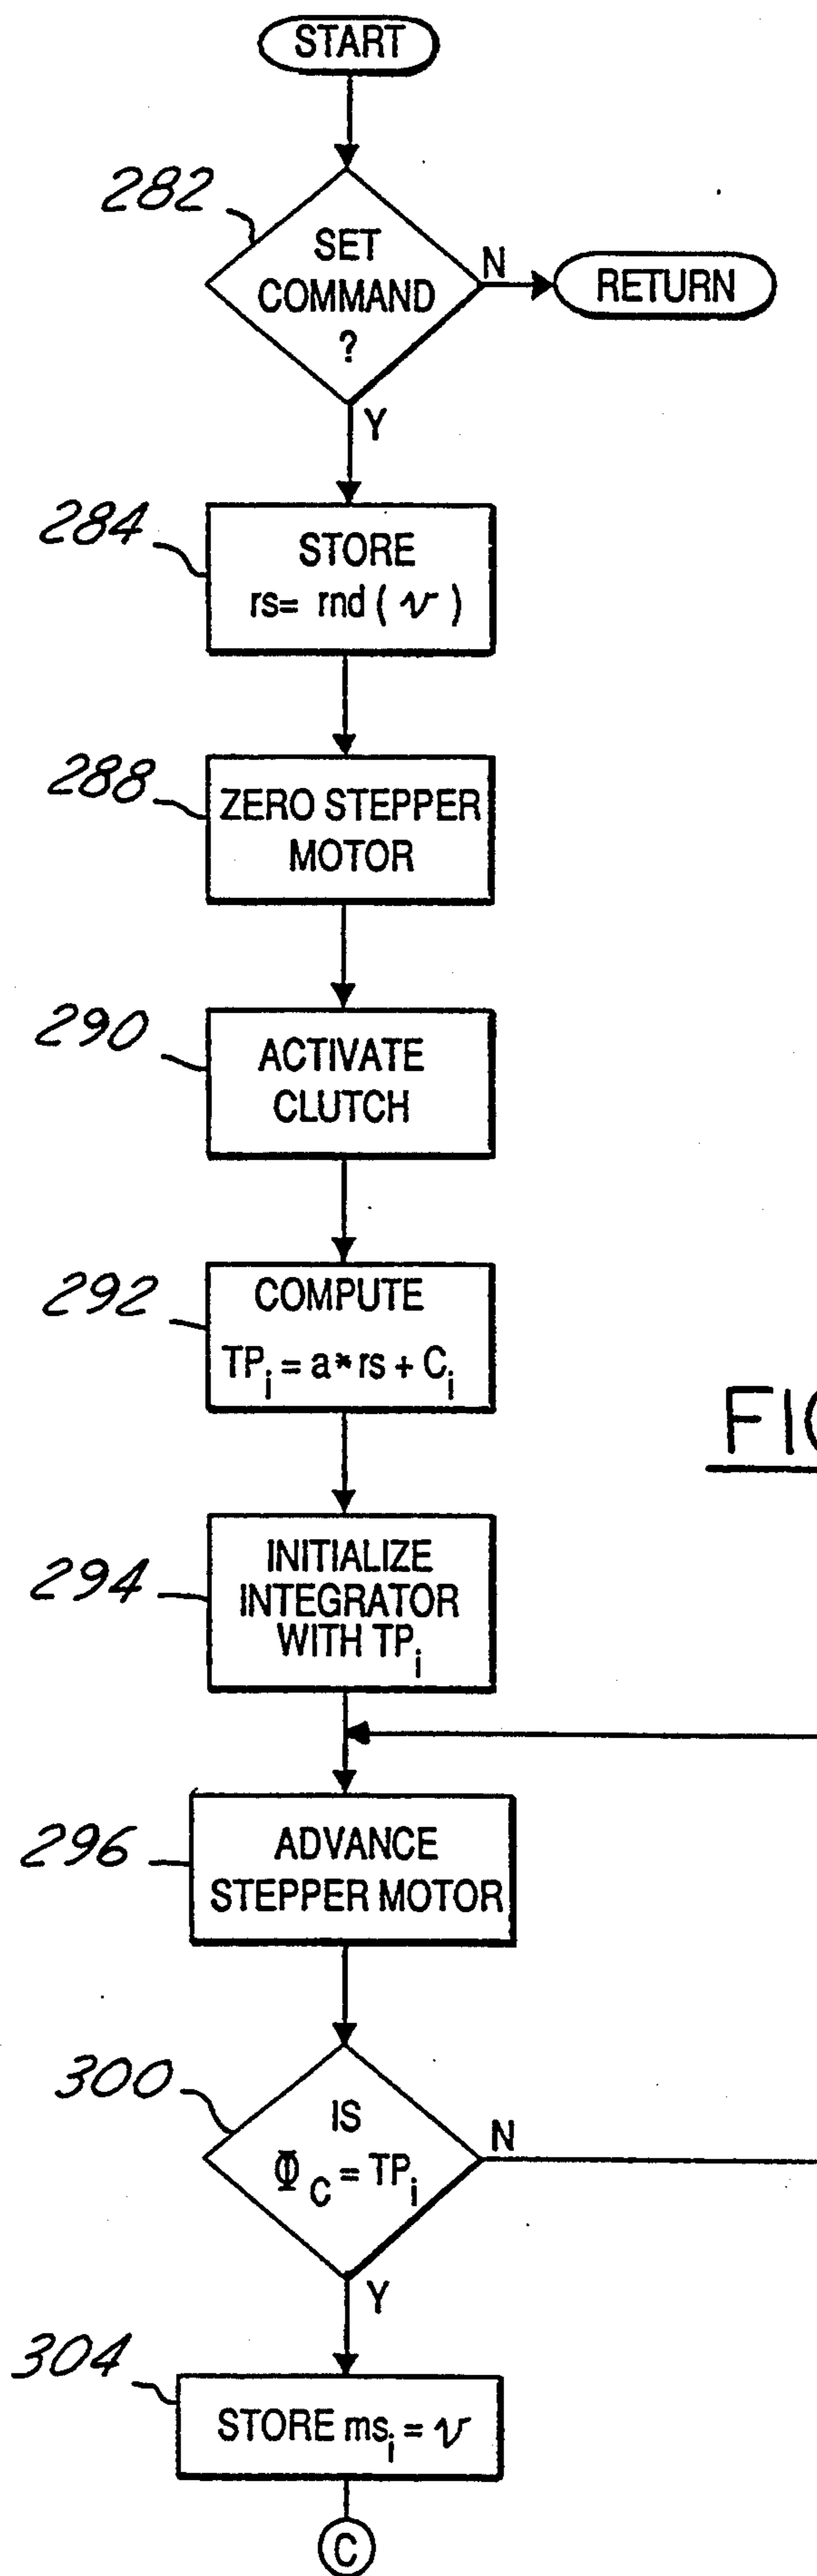 START
282
SET
COMMAND
?
N
RETURN
Y
284
STORE
rs= rnd ( v )
288
ZERO STEPPER
MOTOR
290
ACTIVATE
CLUTCH
292
COMPUTE
TPi = a* rs + Ci
FIG
294
INITIALIZE
INTEGRATOR
WITH TPi
296
ADVANCE
STEPPER MOTOR
300
IS
ΦC = TPi
N
Y
304
STORE msi = v
C